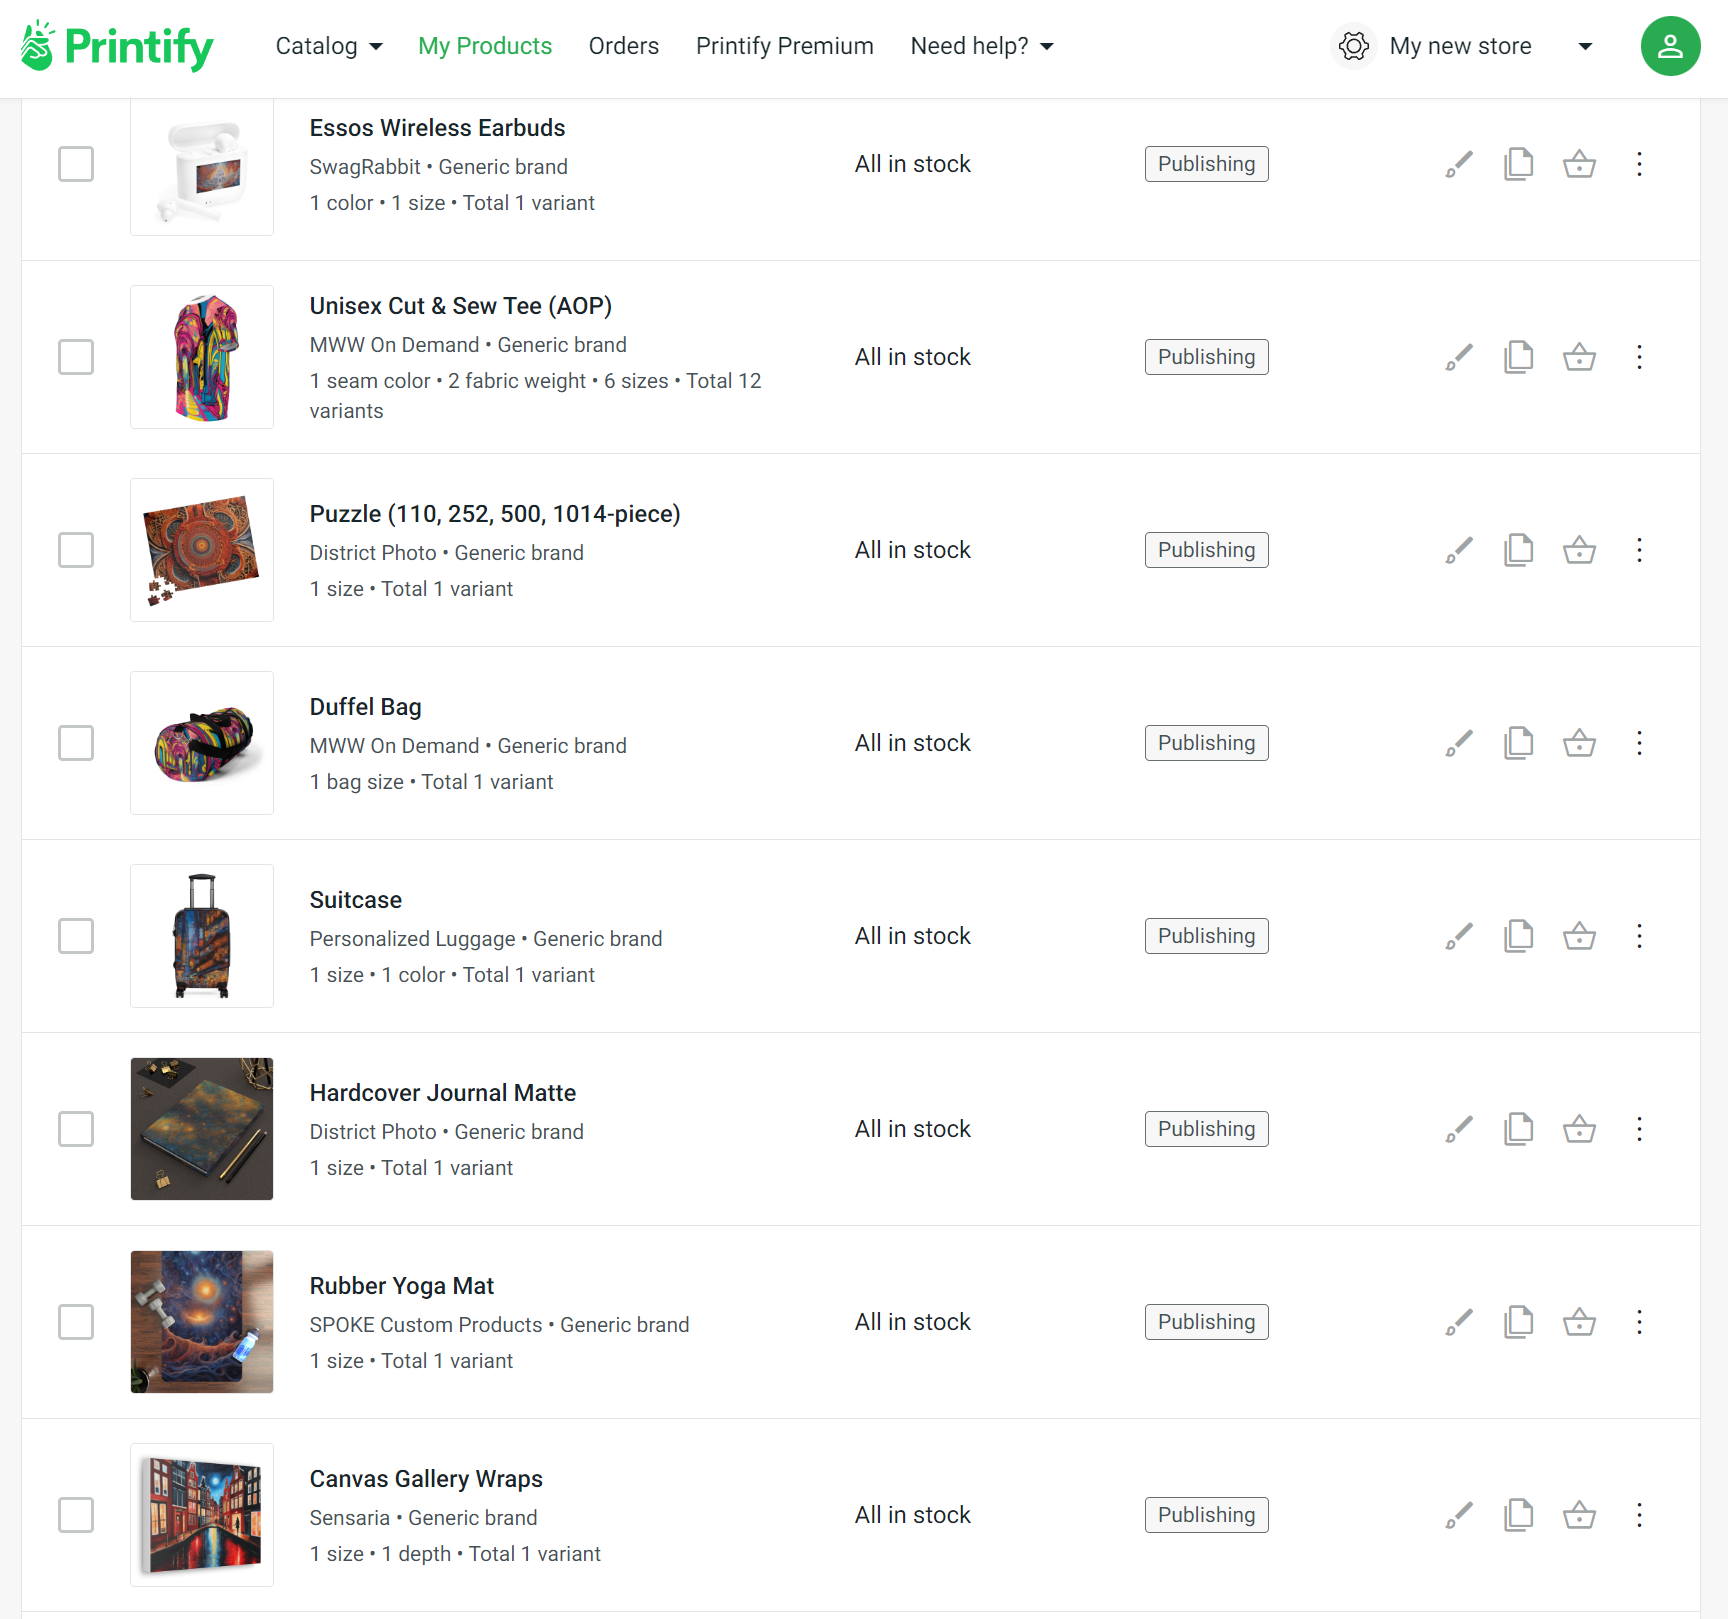 Printify
Catalog
My Products
Orders
Printify Premium
Need help?
My new store
Essos Wireless Earbuds
SwagRabbit • Generic brand
1 color • 1 size • Total 1 variant
All in stock
Publishing
Unisex Cut & Sew Tee (AOP)
MWW On Demand • Generic brand
1 seam color • 2 fabric weight • 6 sizes • Total 12
variants
All in stock
Publishing
Puzzle (110, 252, 500, 1014-piece)
District Photo • Generic brand
1 size • Total 1 variant
All in stock
Publishing
Duffel Bag
MWW On Demand • Generic brand
1 bag size • Total 1 variant
All in stock
Publishing
Suitcase
Personalized Luggage • Generic brand
1 size • 1 color • Total 1 variant
All in stock
Publishing
Hardcover Journal Matte
District Photo • Generic brand
1 size • Total 1 variant
All in stock
Publishing
Rubber Yoga Mat
SPOKE Custom Products • Generic brand
1 size • Total 1 variant
All in stock
Publishing
Canvas Gallery Wraps
Sensaria • Generic brand
1 size • 1 depth • Total 1 variant
All in stock
Publishing